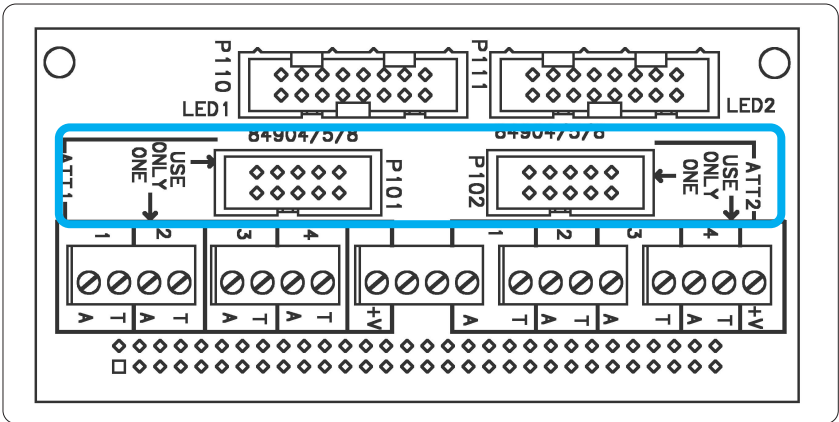 P110
P111
LED1
LED2
84904/5/8
84904/5/8
ATT1
USE
ONLY
ONE
P101
P102
USE
ONLY
ONE
ATT2
1 2 3 4 1 2 3 4
A T A T A T A T +V A T A T A T A T +V